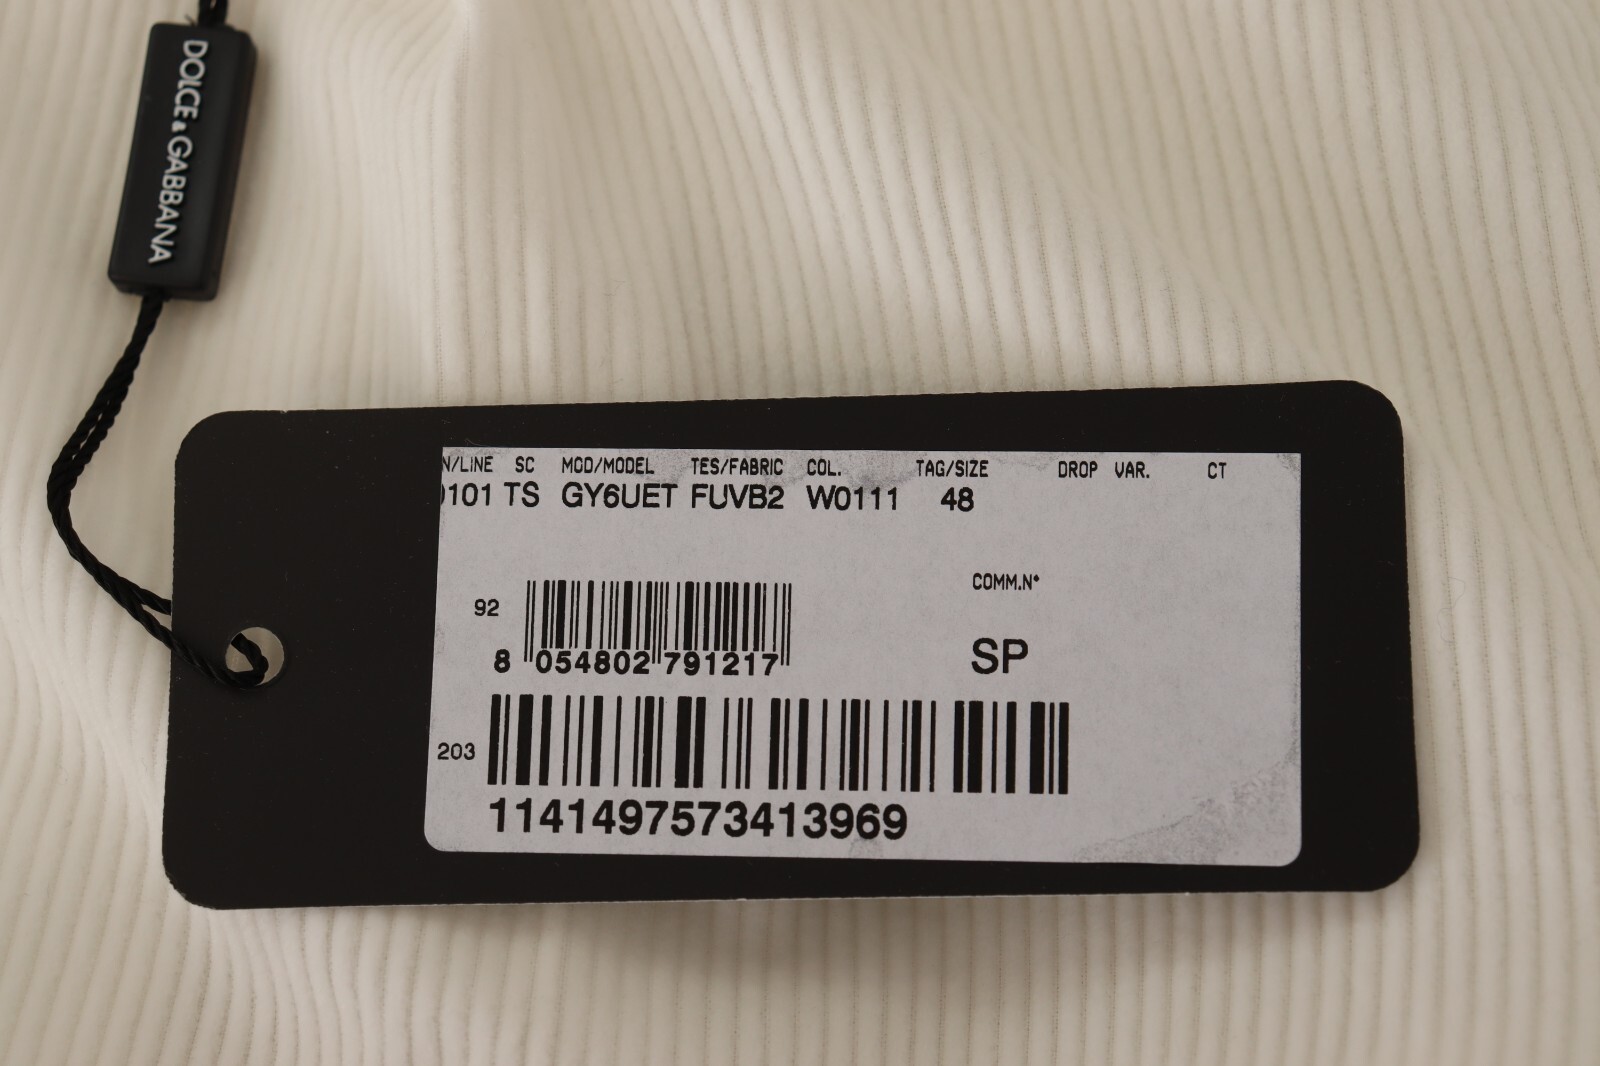 DOLCE & GABBANA
N/LINE SC MOD/MODEL TES/FABRIC COL. TAG/SIZE DROP VAR. CT
0101 TS GY6UET FUVB2 W0111 48
COMM.N°
92
8 054802 791217
SP
203
1141497573413969